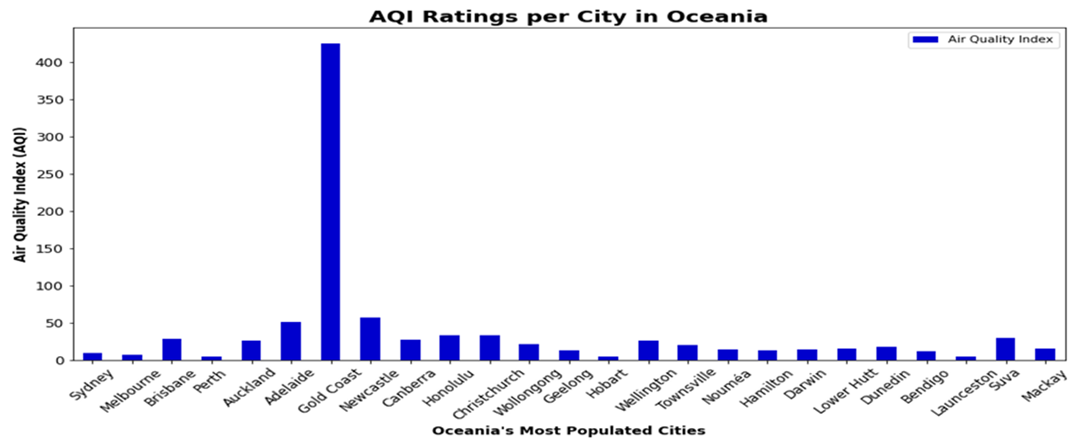 AQI Ratings per City in Oceania
Air Quality Index
Air Quality Index (AQI)
400
350
300
250
200
150
100
50
0
Sydney
Melbourne
Brisbane
Perth
Auckland
Adelaide
Gold Coast
Newcastle
Canberra
Honolulu
Christchurch
Wollongong
Geelong
Hobart
Wellington
Townsville
Nouméa
Hamilton
Darwin
Lower Hutt
Dunedin
Bendigo
Launceston
Suva
Mackay
Oceania's Most Populated Cities